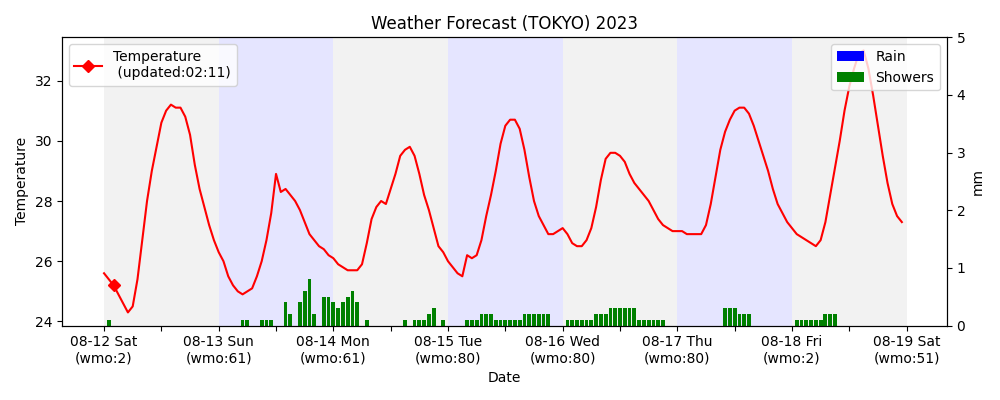 Weather Forecast (TOKYO) 2023
Temperature
(updated:02:11)
Rain
Showers
Temperature
32
30
28
26
24
5
4
3
2
1
0
mm
08-12 Sat
(wmo:2)
08-13 Sun
(wmo:61)
08-14 Mon
(wmo:61)
08-15 Tue
(wmo:80)
08-16 Wed
(wmo:80)
08-17 Thu
(wmo:80)
08-18 Fri
(wmo:2)
08-19 Sat
(wmo:51)
Date